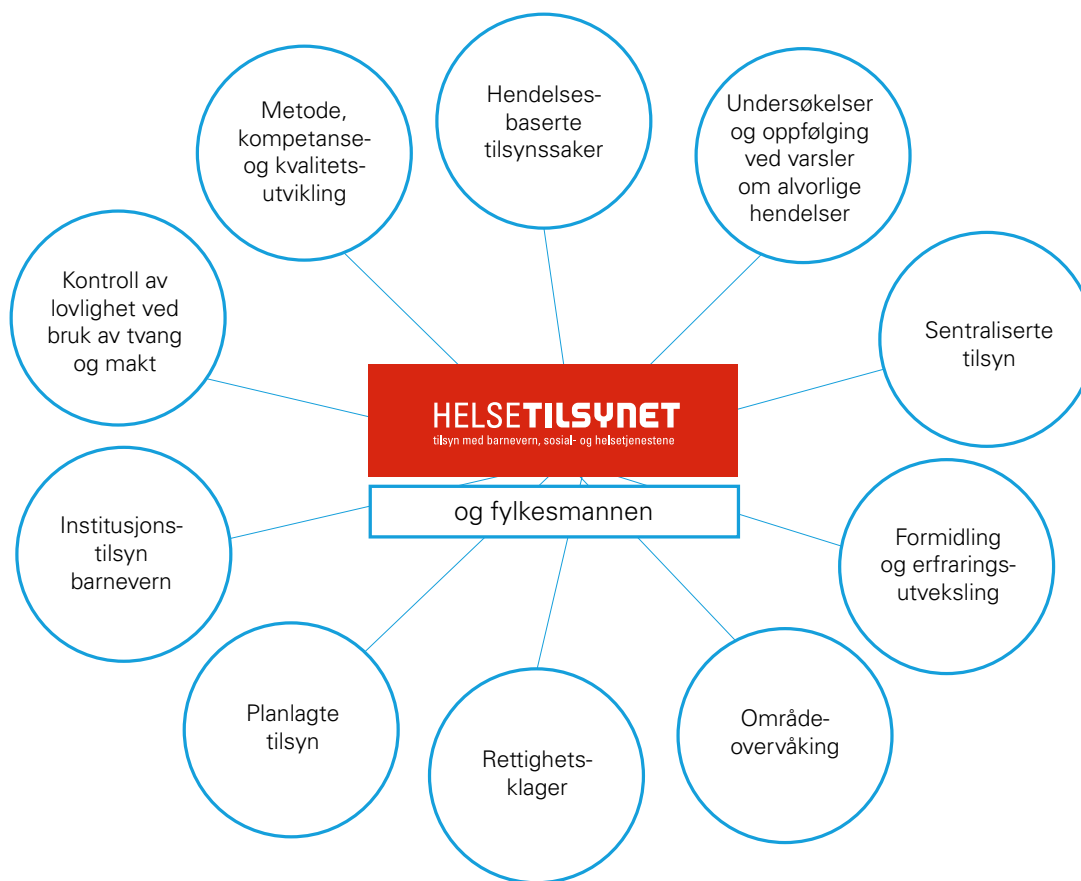 Hendelses-
baserte
tilsynssaker
Undersøkelser
og oppfølging
ved varsler
om alvorlige
hendelser
Metode,
kompetanse-
og kvalitets-
utvikling
Sentraliserte
tilsyn
Kontroll av
lovlighet ved
bruk av tvang
og makt
HELSETILSYNET
tilsyn med barnevern, sosial- og helsetjenestene
og fylkesmannen
Institusjons-
tilsyn
barnevern
Formidling
og erfrarings-
utveksling
Planlagte
tilsyn
Rettighets-
klager
Område-
overvåking